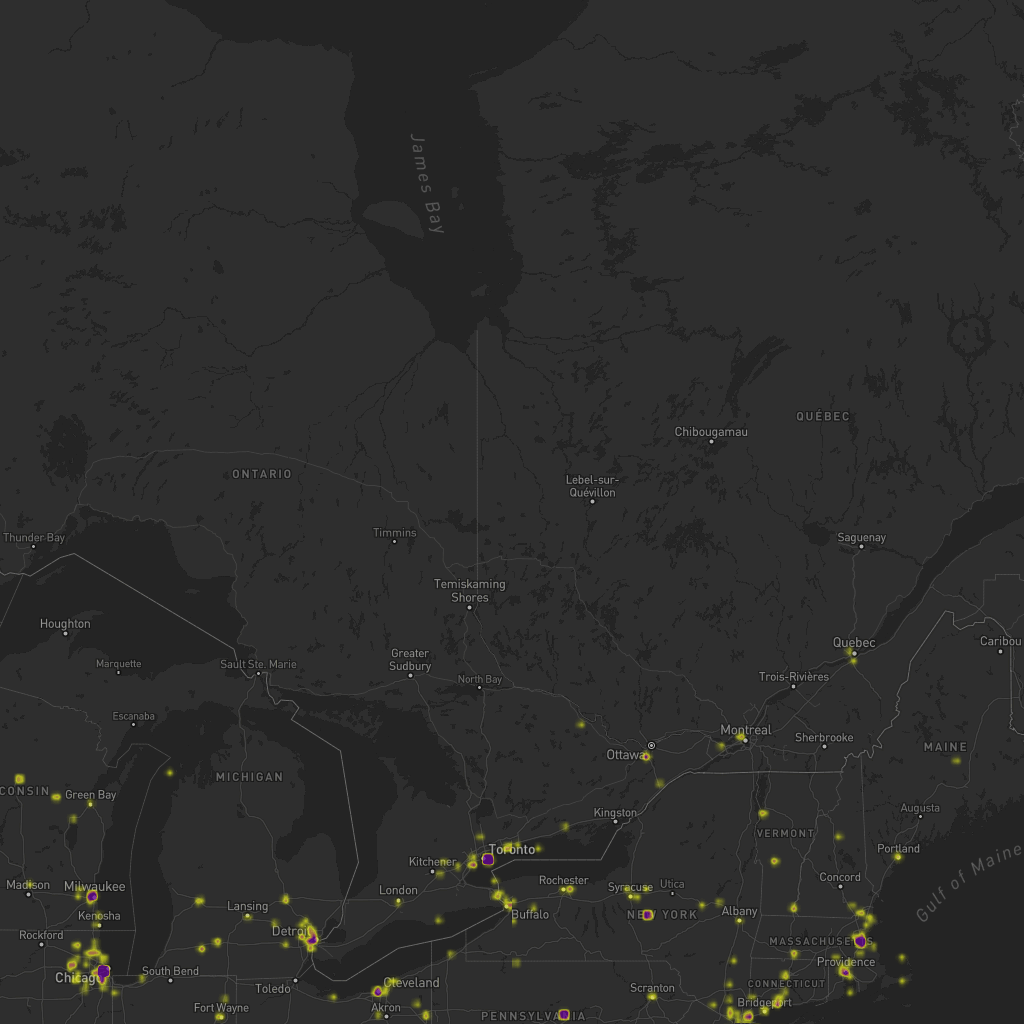 James Bay
QUÉBEC
Chibougamau
ONTARIO
Lebel-sur-
Quévillon
Thunder Bay
Timmins
Saguenay
Temiskaming
Shores
Houghton
Quebec
Caribou
Greater
Sudbury
Marquette
Sault Ste. Marie
North Bay
Trois-Rivières
Escanaba
Montreal
Sherbrooke
Ottawa
MAINE
MICHIGAN
CONSIN
Green Bay
Augusta
Kingston
VERMONT
Toronto
Portland
Gulf of Maine
Kitchener
Concord
Madison
Milwaukee
London
Rochester
Syracuse
Utica
Lansing
Buffalo
NEW YORK
Albany
Kenosha
Rockford
Detroit
MASSACHUSETTS
Providence
Chicago
South Bend
Toledo
Cleveland
Scranton
CONNECTICUT
Fort Wayne
Akron
PENNSYLVANIA
Bridgeport